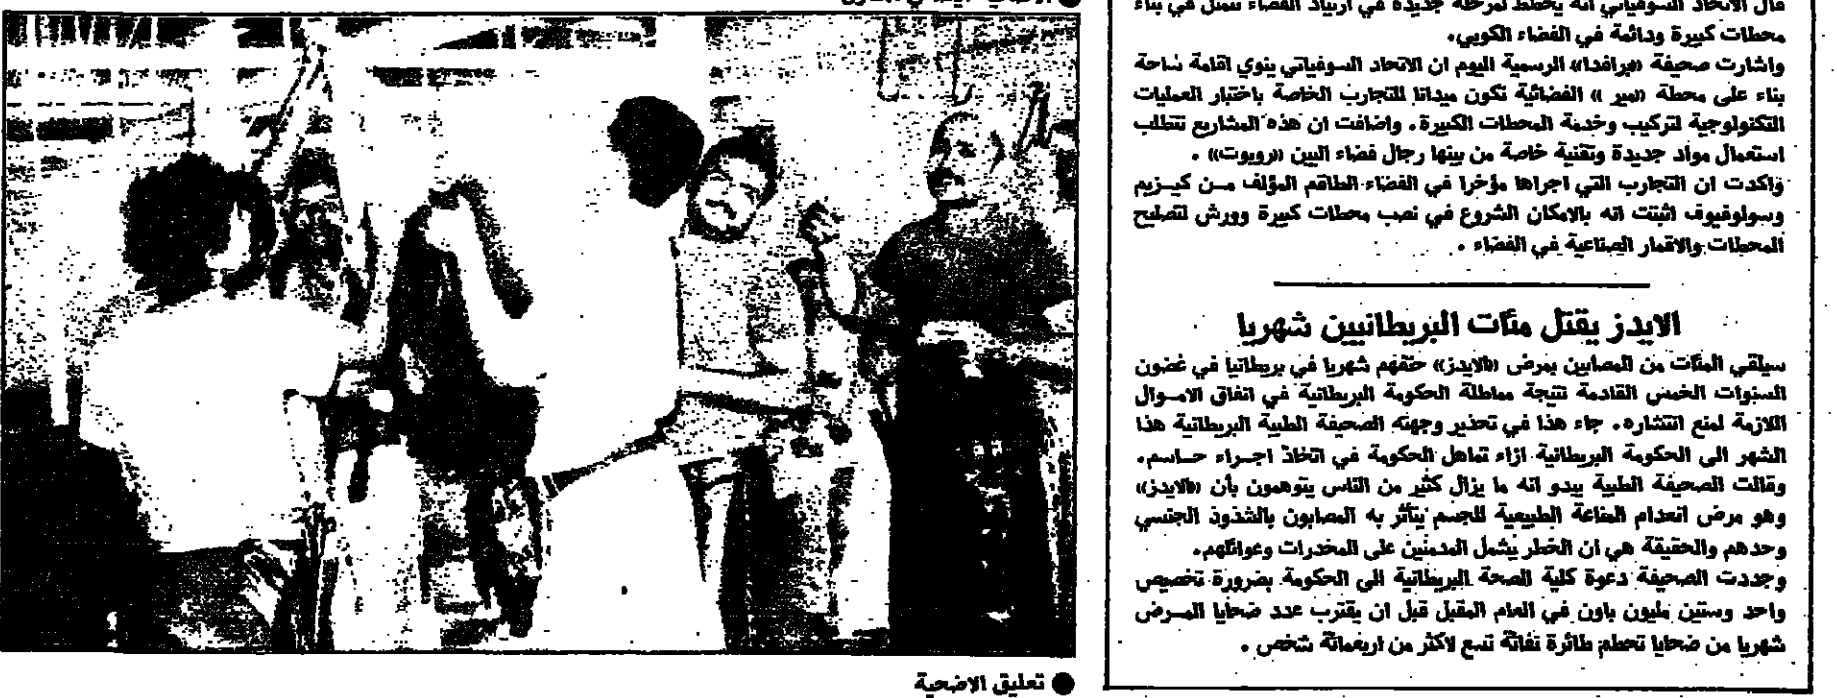 قال الاتحاد السوفياتي انه يخطط لمرحلة جديدة في ارتياد الفضاء تتمثل في بناء
محطات كبيرة ودائمة في الفضاء الكوني.
واشارت صحيفة «برافدا» الرسمية اليوم ان الاتحاد السوفياتي ينوي اقامة ساحة
بناء على محطة «مير» الفضائية تكون ميدانا للتجارب الخاصة باختبار العمليات
التكنولوجية لتركيب وخدمة المحطات الكبيرة. واضافت ان هذه المشاريع تتطلب
استعمال مواد جديدة وتقنية خاصة من بينها رجال فضاء اليين «روبوت».
واكدت ان التجارب التي اجراها مؤخرا في الفضاء الطاقم المؤلف مـن كيـزيم
وسولوفيوف اثبتت انه بالامكان الشروع في نصب محطات كبيرة وورش لتصليح
المحطات والاقمار الصناعية في الفضاء.
الايدز يقتل مئات البريطانيين شهريا
سيلقي المئات من المصابين بمرض «الايدز» حتفهم شهريا في بريطانيا في غضون
السنوات الخمس القادمة نتيجة مماطلة الحكومة البريطانية في انفاق الامـوال
اللازمة لمنع انتشاره. جاء هذا في تحذير وجهته الصحيفة الطبية البريطانية هذا
الشهر الى الحكومة البريطانية ازاء تماهل الحكومة في اتخاذ اجـراء حـاسم.
وقالت الصحيفة الطبية يبدو انه ما يزال كثير من الناس يتوهمون بأن «الايدز»
وهو مرض انعدام المناعة الطبيعية للجسم يتأثر به المصابون بالشذوذ الجنسي
وحدهم والحقيقة هي ان الخطر يشمل المدمنين على المخدرات وعوائلهم.
وجددت الصحيفة دعوة كلية الصحة البريطانية الى الحكومة بضرورة تخصيص
واحد وستين مليون باون في العام المقبل قبل ان يقترب عدد ضحايا المـرض
شهريا من ضحايا تحطم طائرة نفاثة تسع لاكثر من اربعمائة شخص.
● تعليق الاضحية